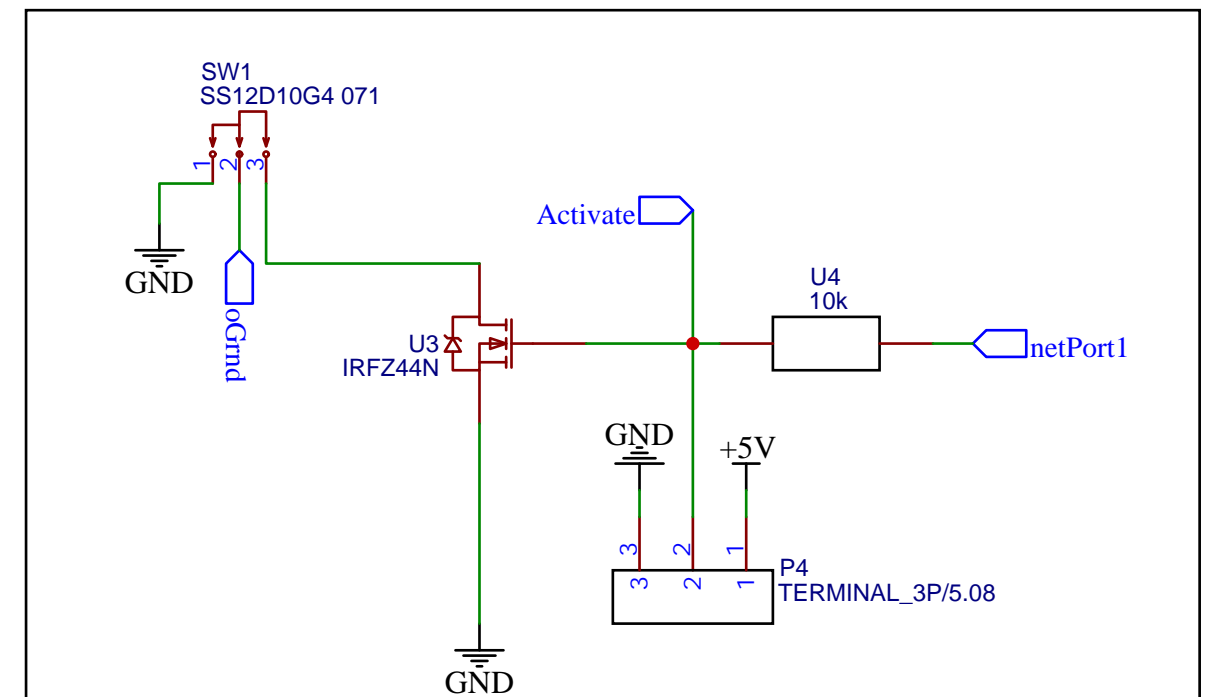 SW1
SS12D10G4 071
1 2 3
GND
oGrnd
Activate
U3
IRFZ44N
U4
10k
netPort1
GND
+5V
3 2 1
3 2 1
P4
TERMINAL_3P/5.08
GND